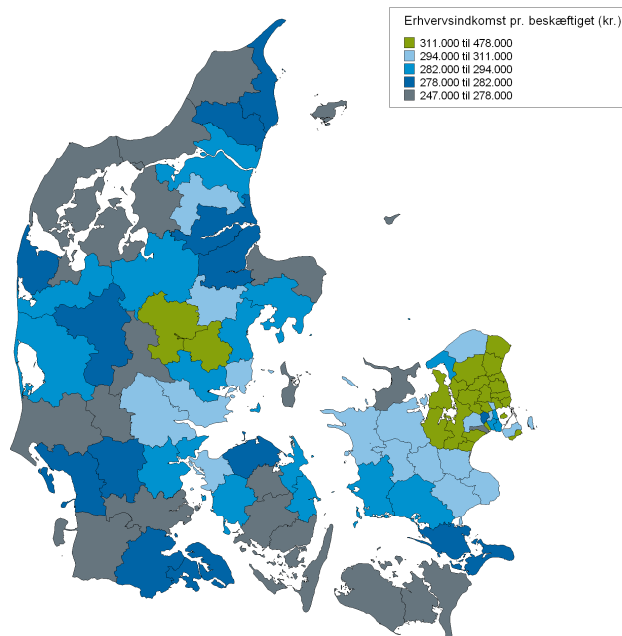 Erhvervsindkomst pr. beskæftiget (kr.)
311.000 til 478.000
294.000 til 311.000
282.000 til 294.000
278.000 til 282.000
247.000 til 278.000